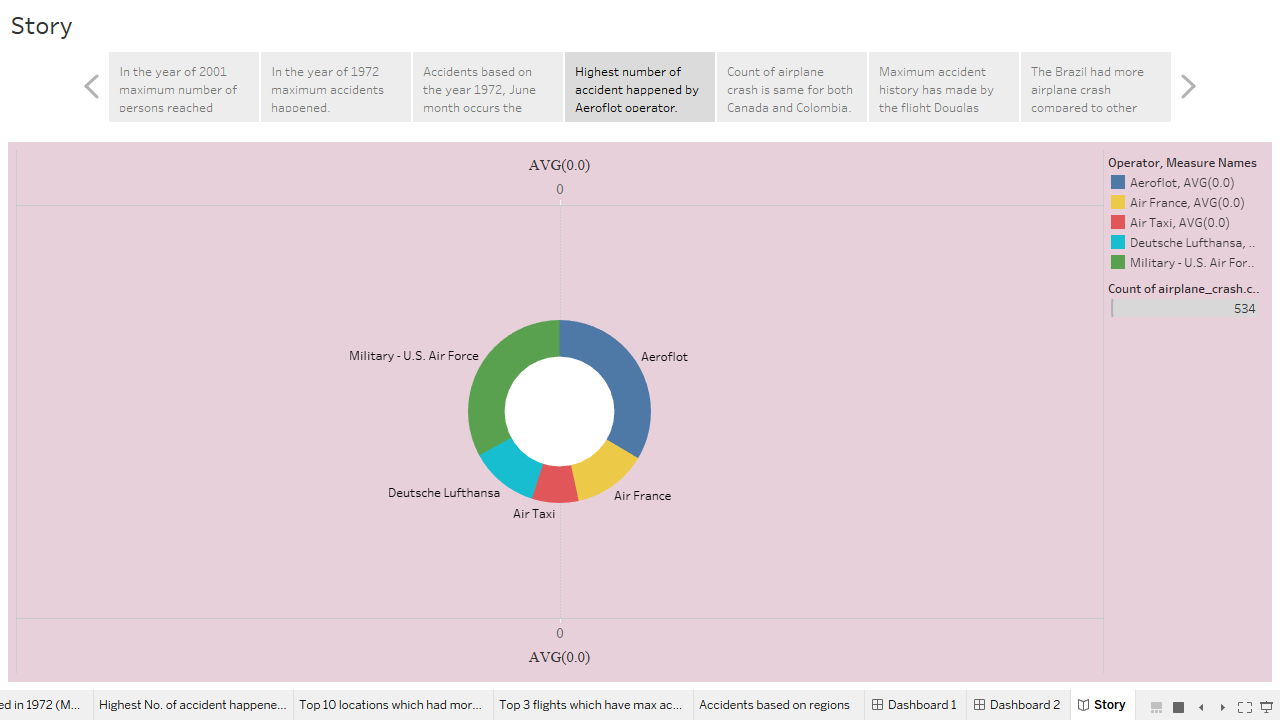 Story
In the year of 2001
maximum number of
persons reached
In the year of 1972
maximum accidents
happened.
Accidents based on
the year 1972, June
month occurs the
Highest number of
accident happened by
Aeroflot operator.
Count of airplane
crash is same for both
Canada and Colombia.
Maximum accident
history has made by
the flight Douglas
The Brazil had more
airplane crash
compared to other
AVG(0.0)
0
Military - U.S. Air Force
Aeroflot
Deutsche Lufthansa
Air France
Air Taxi
0
AVG(0.0)
Operator, Measure Names
Aeroflot, AVG(0.0)
Air France, AVG(0.0)
Air Taxi, AVG(0.0)
Deutsche Lufthansa, ..
Military - U.S. Air For..
Count of airplane_crash.c..
534
ed in 1972 (M...
Highest No. of accident happene...
Top 10 locations which had mor...
Top 3 flights which have max ac...
Accidents based on regions
Dashboard 1
Dashboard 2
Story